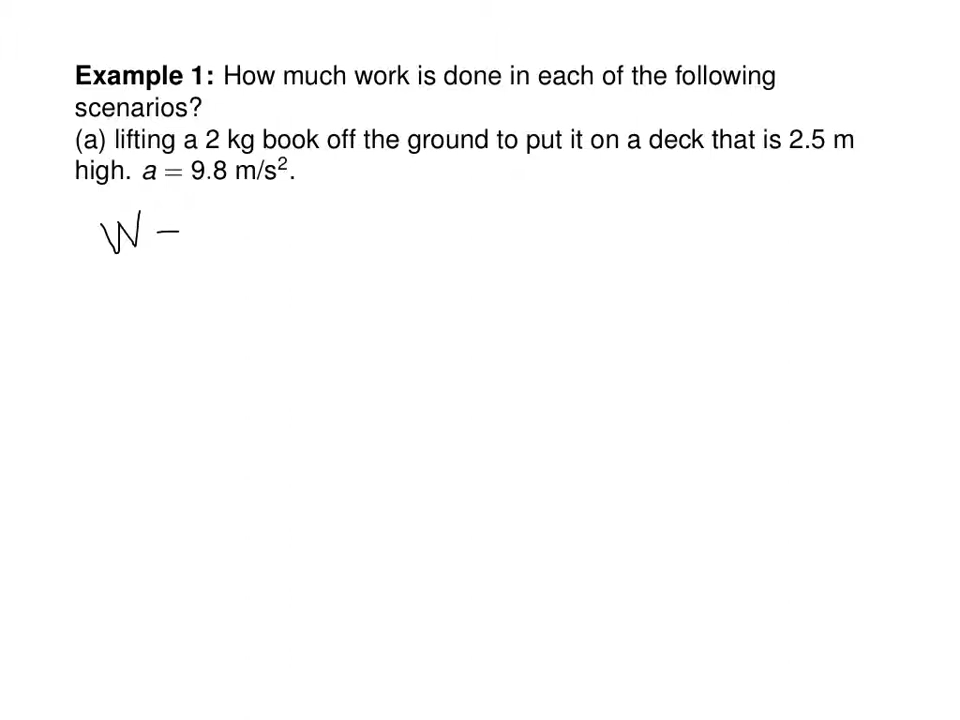 Example 1: How much work is done in each of the following
scenarios?
(a) lifting a 2 kg book off the ground to put it on a deck that is 2.5 m
high. a = 9.8 m/s².
W –